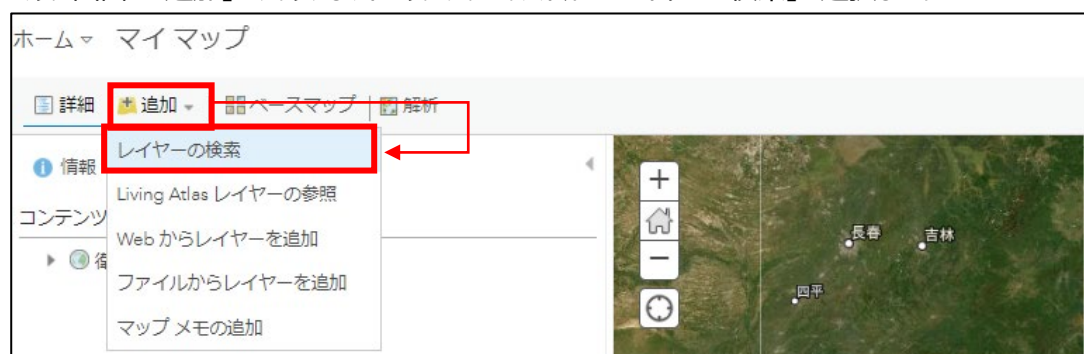 ホーム マイ マップ
詳細 追加 ベースマップ 解析
レイヤーの検索
情報
Living Atlas レイヤーの参照
コンテンツ
Web からレイヤーを追加
ファイルからレイヤーを追加
マップ メモの追加
長春
吉林
四平